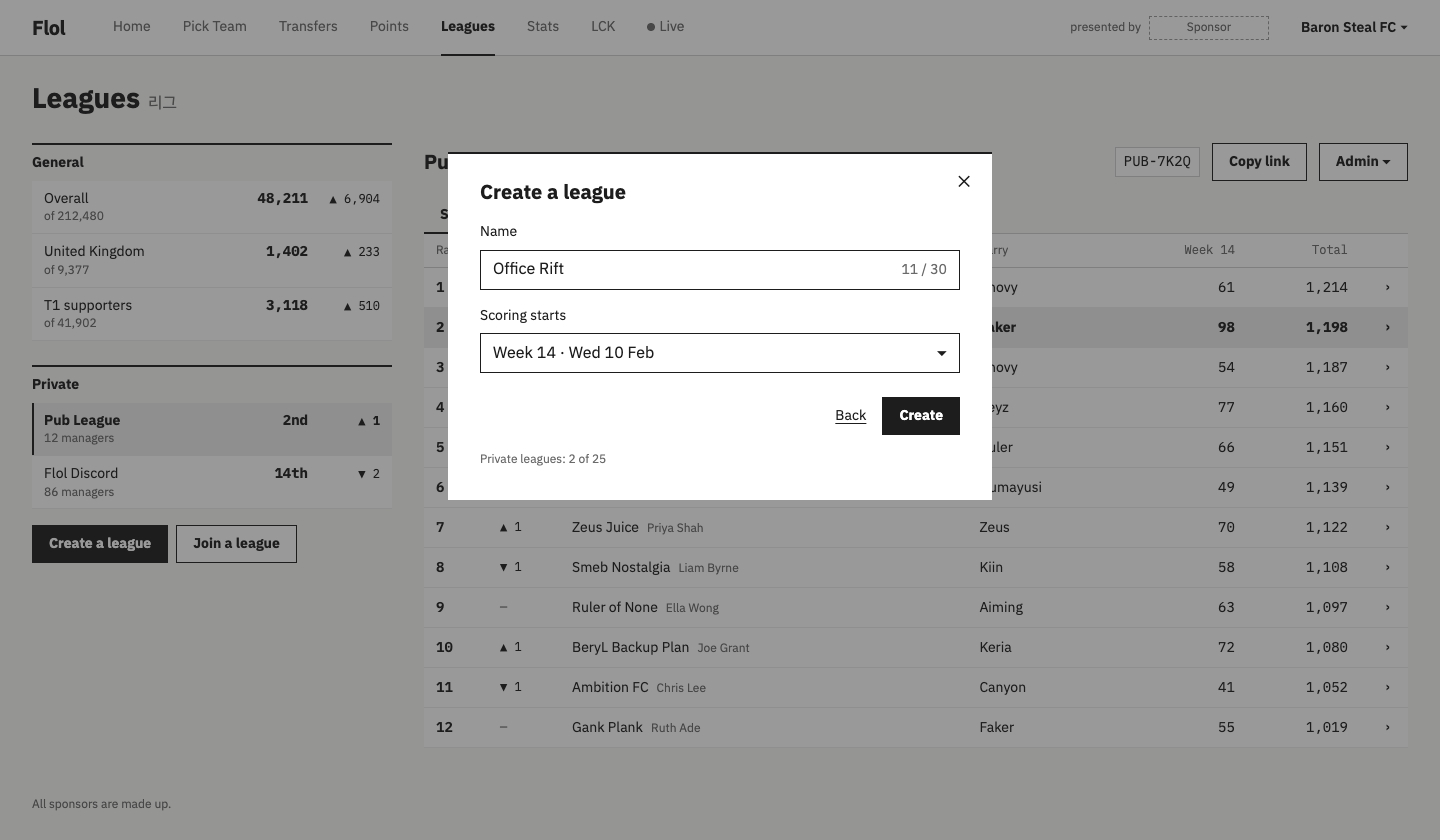 Flol Home Pick Team Transfers Points Leagues Stats LCK Live presented by Sponsor Baron Steal FC
Leagues 리그
General
Overall 48,211 ▲ 6,904
of 212,480
United Kingdom 1,402 ▲ 233
of 9,377
T1 supporters 3,118 ▲ 510
of 41,902
Private
Pub League 2nd ▲ 1
12 managers
Flol Discord 14th ▼ 2
86 managers
Create a league Join a league
PUB-7K2Q Copy link Admin
Create a league
Name
Office Rift 11 / 30
Scoring starts
Week 14 · Wed 10 Feb
Back Create
Private leagues: 2 of 25
Week 14 Total
1 61 1,214 ›
2 98 1,198 ›
3 54 1,187 ›
4 77 1,160 ›
5 66 1,151 ›
6 49 1,139 ›
7 ▲ 1 Zeus Juice Priya Shah Zeus 70 1,122 ›
8 ▼ 1 Smeb Nostalgia Liam Byrne Kiin 58 1,108 ›
9 – Ruler of None Ella Wong Aiming 63 1,097 ›
10 ▲ 1 BeryL Backup Plan Joe Grant Keria 72 1,080 ›
11 ▼ 1 Ambition FC Chris Lee Canyon 41 1,052 ›
12 – Gank Plank Ruth Ade Faker 55 1,019 ›
All sponsors are made up.